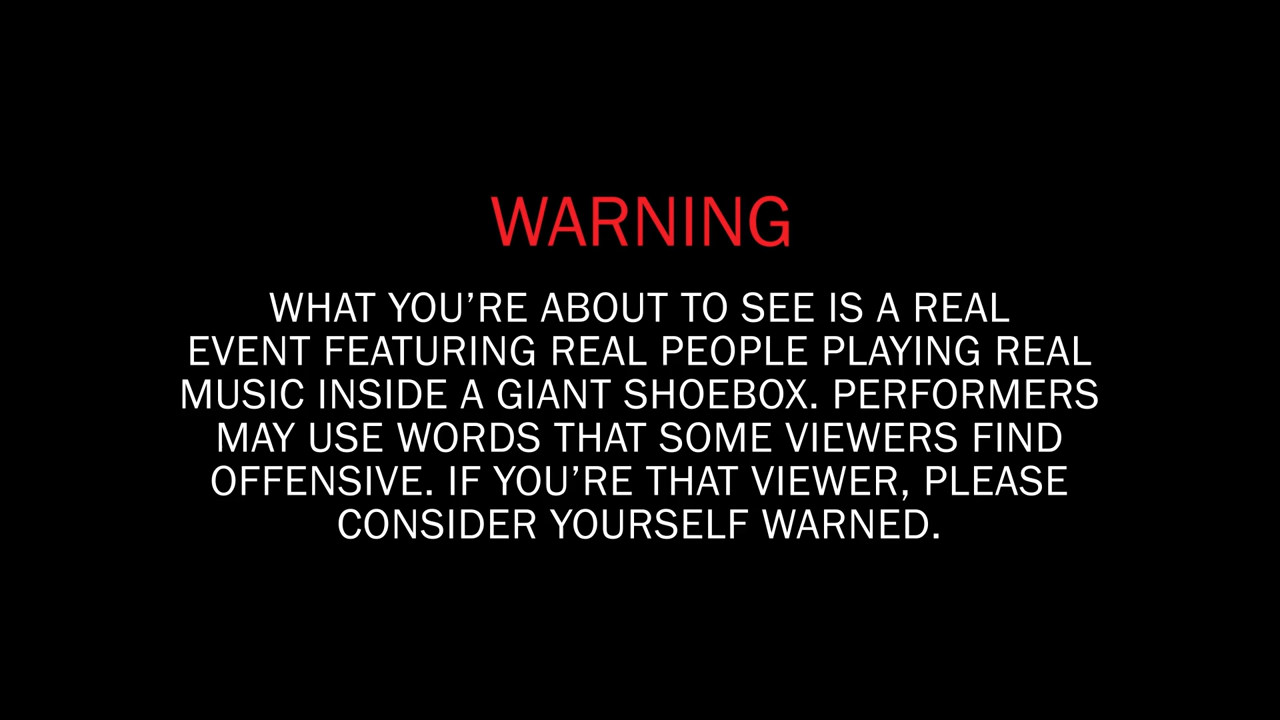 WARNING
WHAT YOU’RE ABOUT TO SEE IS A REAL
EVENT FEATURING REAL PEOPLE PLAYING REAL
MUSIC INSIDE A GIANT SHOEBOX. PERFORMERS
MAY USE WORDS THAT SOME VIEWERS FIND
OFFENSIVE. IF YOU’RE THAT VIEWER, PLEASE
CONSIDER YOURSELF WARNED.